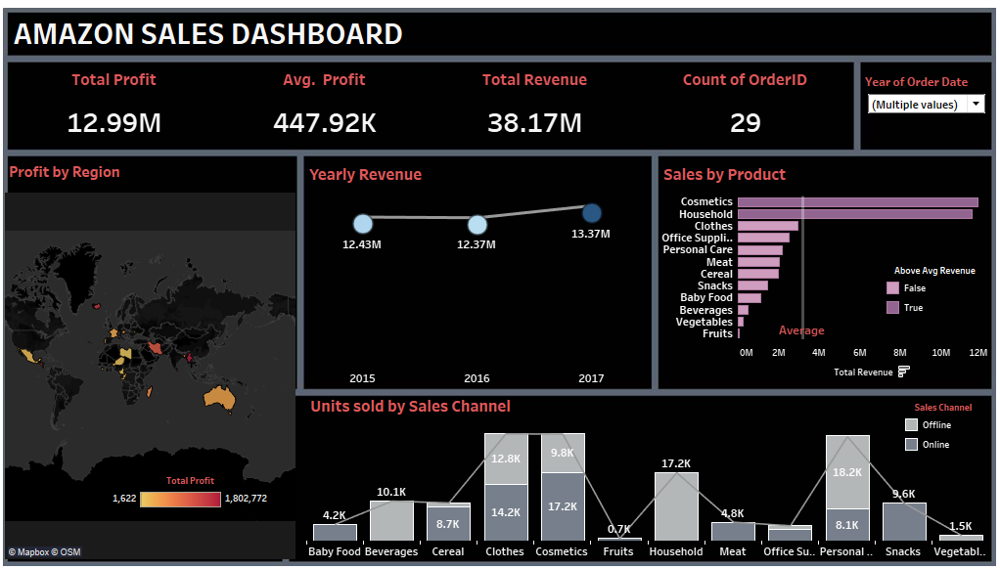 AMAZON SALES DASHBOARD
Total Profit
Avg. Profit
Total Revenue
Count of OrderID
12.99M
447.92K
38.17M
29
Year of Order Date
(Multiple values)
Profit by Region
Total Profit
1,622
1,802,772
© Mapbox © OSM
Yearly Revenue
12.43M
12.37M
13.37M
2015
2016
2017
Sales by Product
Cosmetics
Household
Clothes
Office Suppli..
Personal Care
Meat
Cereal
Snacks
Baby Food
Beverages
Vegetables
Fruits
Average
Above Avg Revenue
False
True
0M
2M
4M
6M
8M
10M
12M
Total Revenue
Units sold by Sales Channel
Sales Channel
Offline
Online
4.2K
10.1K
8.7K
12.8K
14.2K
9.8K
17.2K
0.7K
17.2K
4.8K
18.2K
8.1K
9.6K
1.5K
Baby Food
Beverages
Cereal
Clothes
Cosmetics
Fruits
Household
Meat
Office Su..
Personal ..
Snacks
Vegetabl..